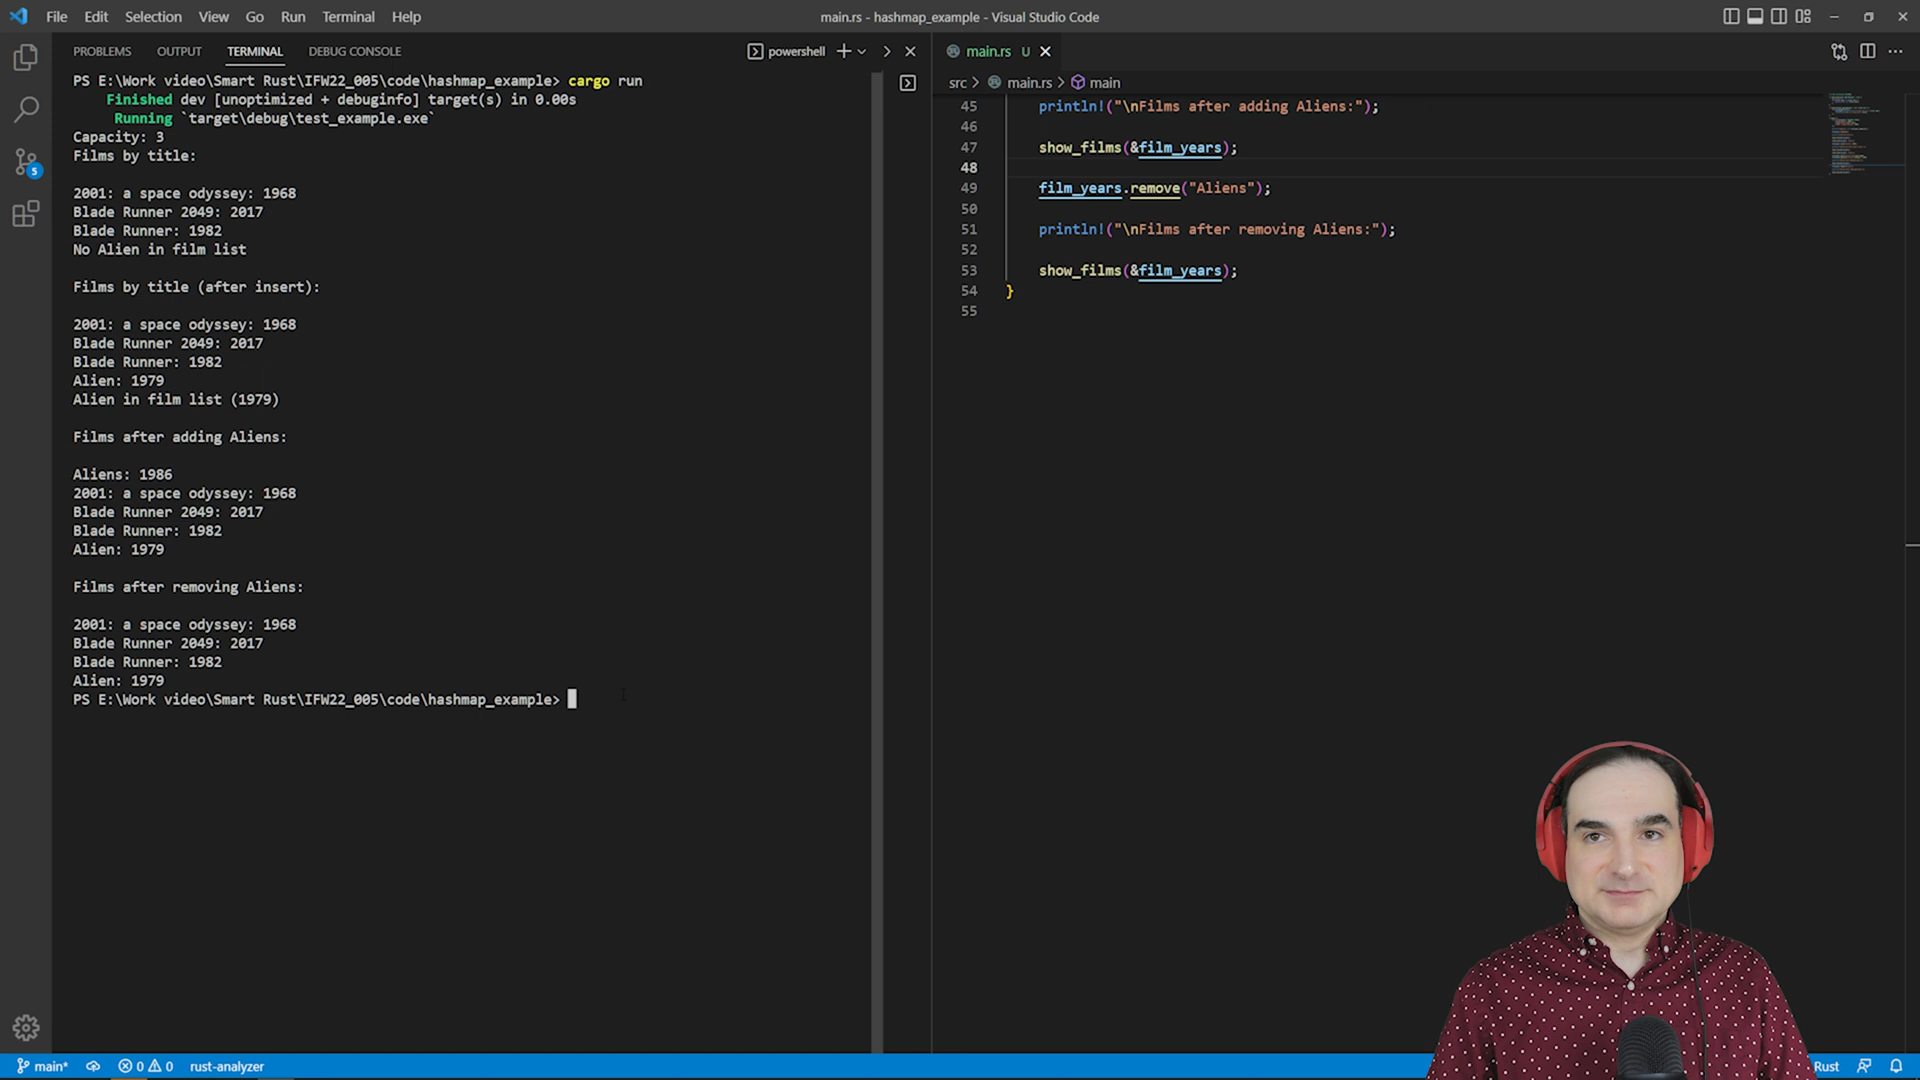 File Edit Selection View Go Run Terminal Help
main.rs - hashmap_example - Visual Studio Code
PROBLEMS OUTPUT TERMINAL DEBUG CONSOLE
powershell
PS E:\Work video\Smart Rust\IFW22_005\code\hashmap_example> cargo run
Finished dev [unoptimized + debuginfo] target(s) in 0.00s
Running `target\debug\test_example.exe`
Capacity: 3
Films by title:
2001: a space odyssey: 1968
Blade Runner 2049: 2017
Blade Runner: 1982
No Alien in film list
Films by title (after insert):
2001: a space odyssey: 1968
Blade Runner 2049: 2017
Blade Runner: 1982
Alien: 1979
Alien in film list (1979)
Films after adding Aliens:
Aliens: 1986
2001: a space odyssey: 1968
Blade Runner 2049: 2017
Blade Runner: 1982
Alien: 1979
Films after removing Aliens:
2001: a space odyssey: 1968
Blade Runner 2049: 2017
Blade Runner: 1982
Alien: 1979
PS E:\Work video\Smart Rust\IFW22_005\code\hashmap_example>
main.rs U
src > main.rs > main
45 println!("\nFilms after adding Aliens:");
46
47 show_films(&film_years);
48
49 film_years.remove("Aliens");
50
51 println!("\nFilms after removing Aliens:");
52
53 show_films(&film_years);
54 }
55
5
main* 0 0 rust-analyzer
Rust